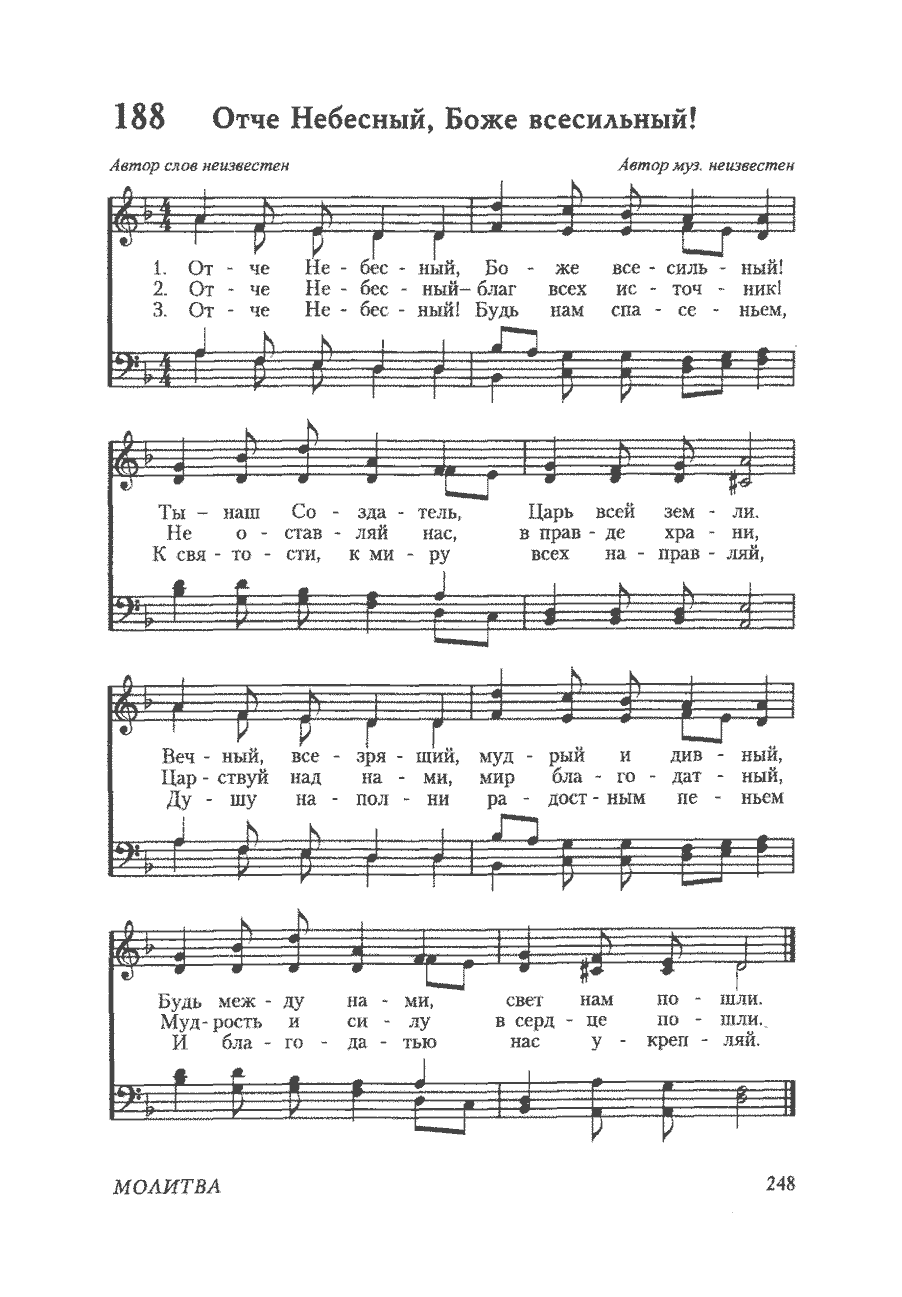 188 Отче Небесный, Боже всесильный!
Автор слов неизвестен Автор муз. неизвестен
1. От - че Не - бес - ный, Бо - же все - силь - ный!
2. От - че Не - бес - ный– благ всех ис - точ - ник!
3. От - че Не - бес - ный! Будь нам спа - се - ньем,
Ты – наш Со - зда - тель, Царь всей зем - ли.
Не о - став - ляй нас, в прав - де хра - ни,
К свя - то - сти, к ми - ру всех на - прав - ляй,
Веч - ный, все - зря - щий, муд - рый и див - ный,
Цар - ствуй над на - ми, мир бла - го - дат - ный,
Ду - шу на - пол - ни ра - дост - ным пе - ньем
Будь меж - ду на - ми, свет нам по - шли.
Муд - рость и си - лу в серд - це по - шли.
И бла - го - да - тью нас у - креп - ляй.
МОЛИТВА 248